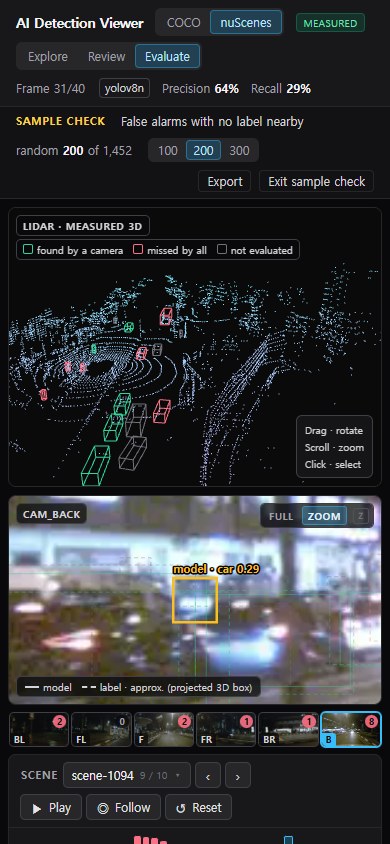 AI Detection Viewer COCO nuScenes MEASURED
Explore Review Evaluate
Frame 31/40 yolov8n Precision 64% Recall 29%
SAMPLE CHECK False alarms with no label nearby
random 200 of 1,452 100 200 300
Export Exit sample check
LIDAR · MEASURED 3D
found by a camera missed by all not evaluated
Drag · rotate
Scroll · zoom
Click · select
CAM_BACK FULL ZOOM Z
model · car 0.29
model label · approx. (projected 3D box)
2 0 2 1 1 8
BL FL F FR BR B
SCENE scene-1094 9 / 10 ‹ ›
Play Follow Reset